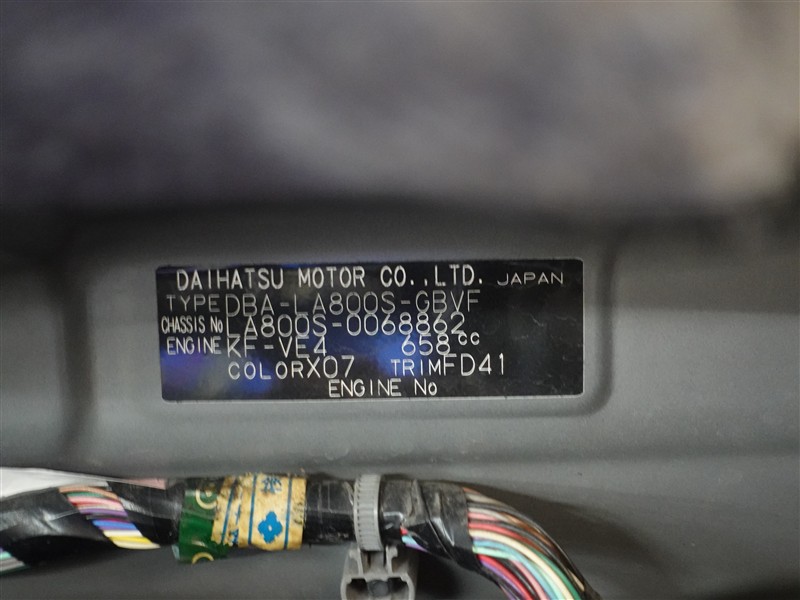 DAIHATSU MOTOR CO.,LTD. JAPAN
TYPE DBA-LA800S-GBVF
CHASSIS No LA800S-0068862
ENGINE KF-VE4 658cc
COLOR X07 TRIM FD41
ENGINE No